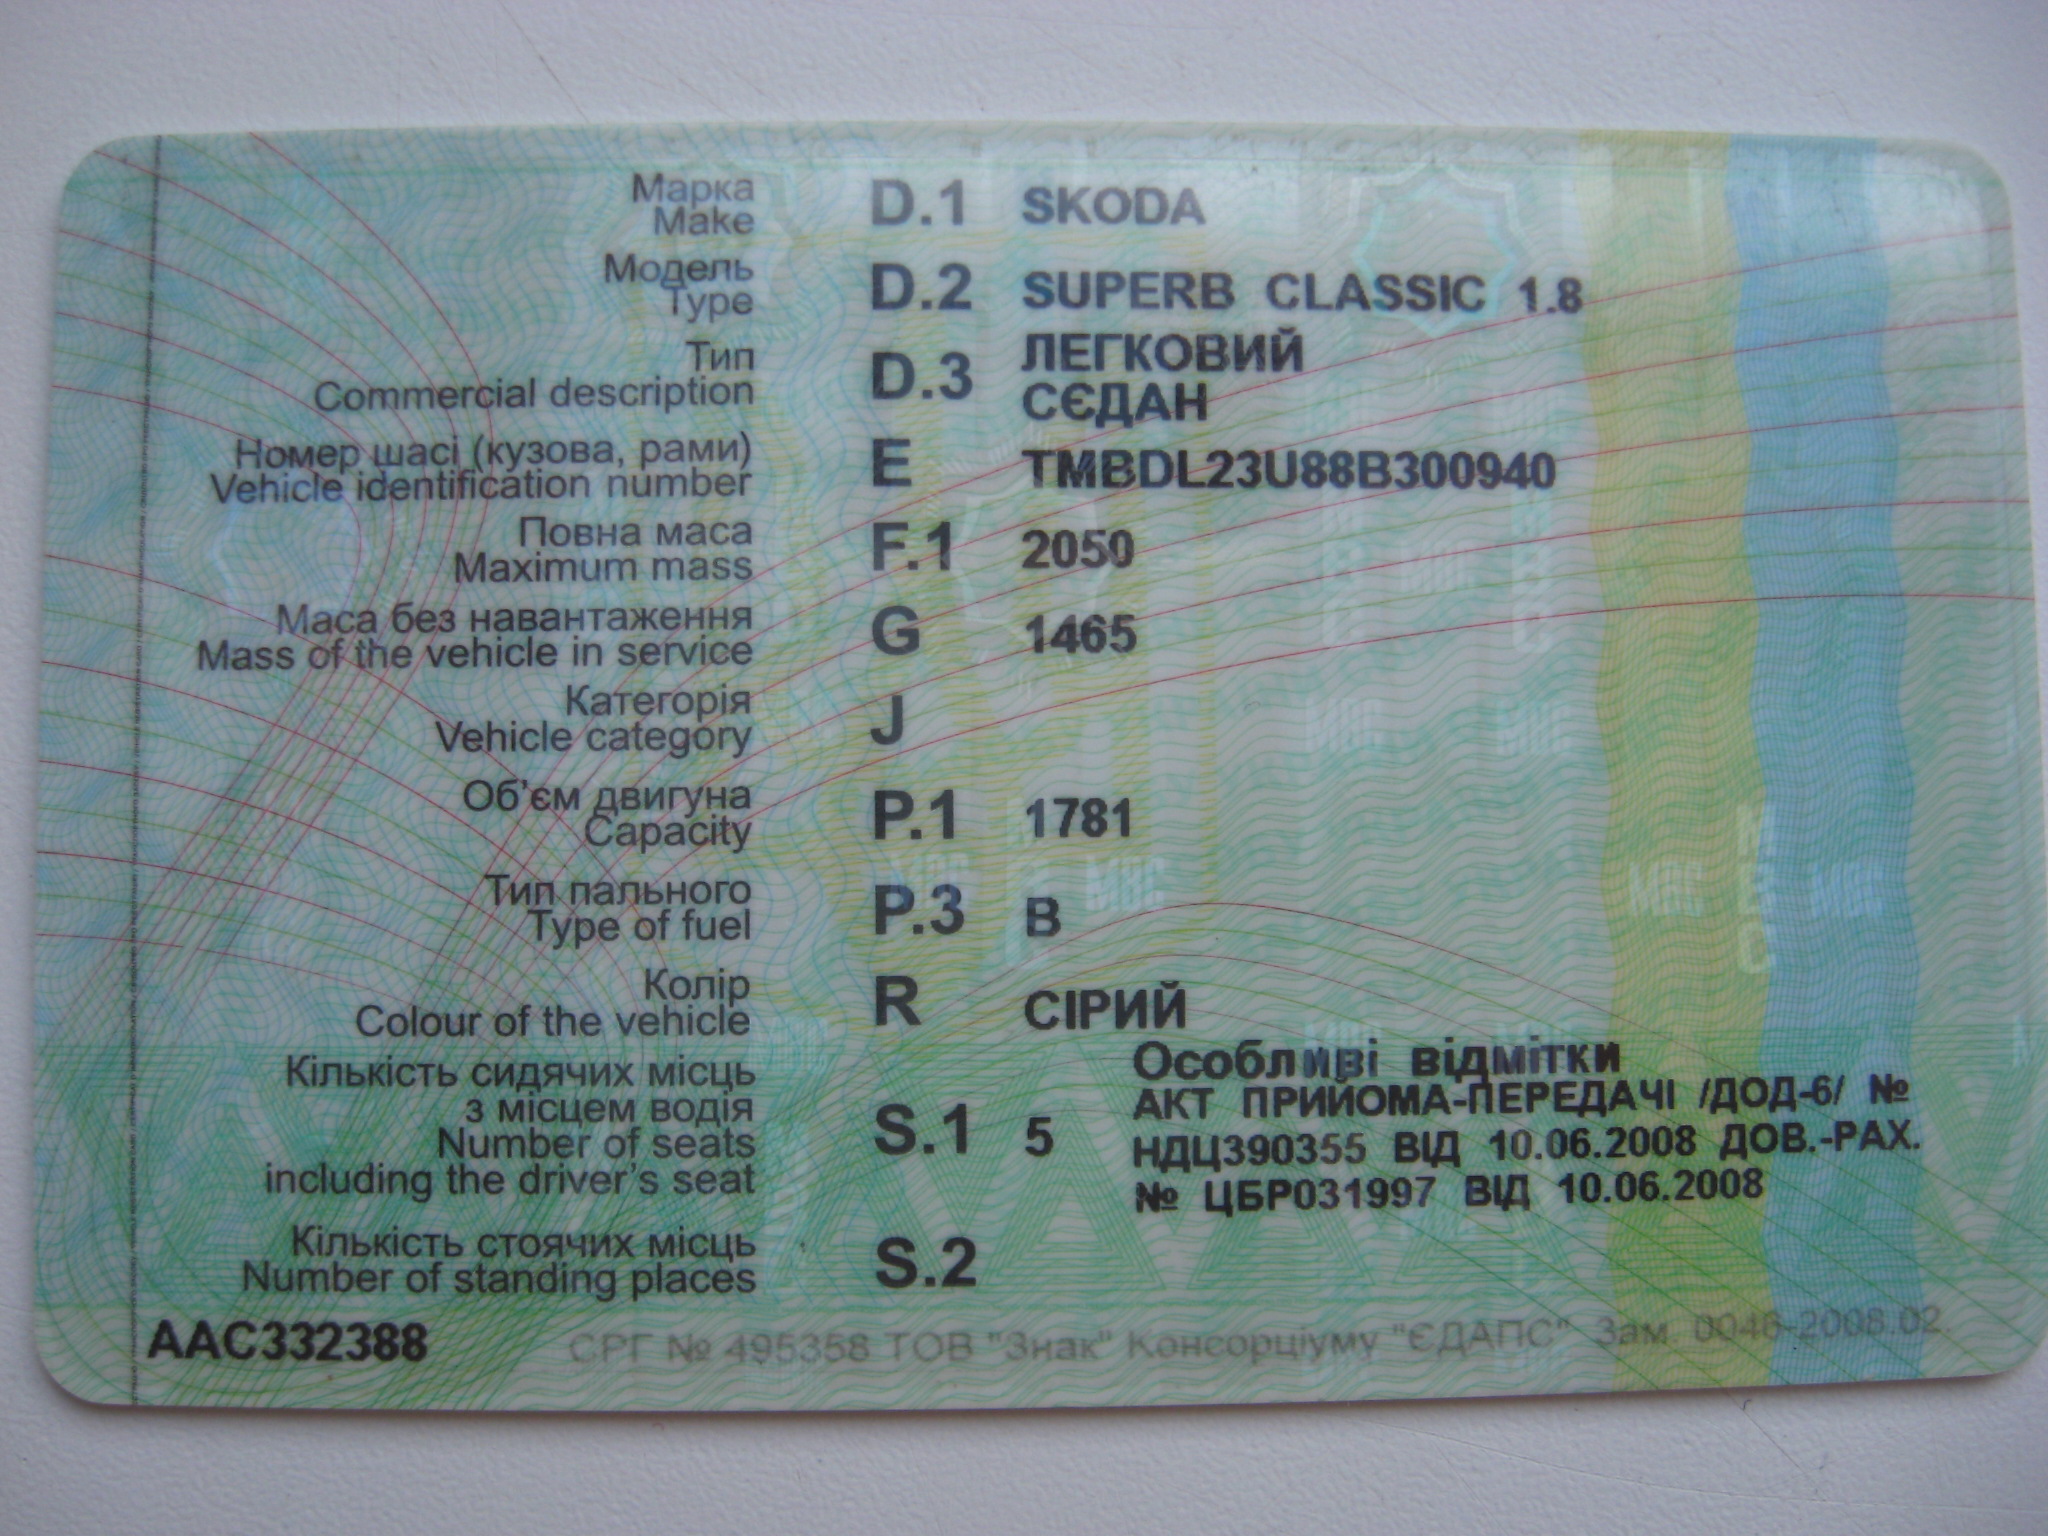 Марка
Make
D.1 SKODA
Модель
Type
D.2 SUPERB CLASSIC 1.8
Тип
Commercial description
D.3 ЛЕГКОВИЙ
СЄДАН
Номер шасі (кузова, рами)
Vehicle identification number
E TMBDL23U88B300940
Повна маса
Maximum mass
F.1 2050
Маса без навантаження
Mass of the vehicle in service
G 1465
Категорія
Vehicle category
J
Об'єм двигуна
Capacity
P.1 1781
Тип пального
Type of fuel
P.3 B
Колір
Colour of the vehicle
R СІРИЙ
Кількість сидячих місць
з місцем водія
Number of seats
including the driver's seat
S.1 5
Особливі відмітки
АКТ ПРИЙОМА-ПЕРЕДАЧІ /ДОД-6/ №
НДЦ390355 ВІД 10.06.2008 ДОВ.-РАХ.
№ ЦБР031997 ВІД 10.06.2008
Кількість стоячих місць
Number of standing places
S.2
ААС332388
СРГ № 495358 ТОВ "Знак" Консорціуму "ЄДАПС" Зам. 0046-2008.02.